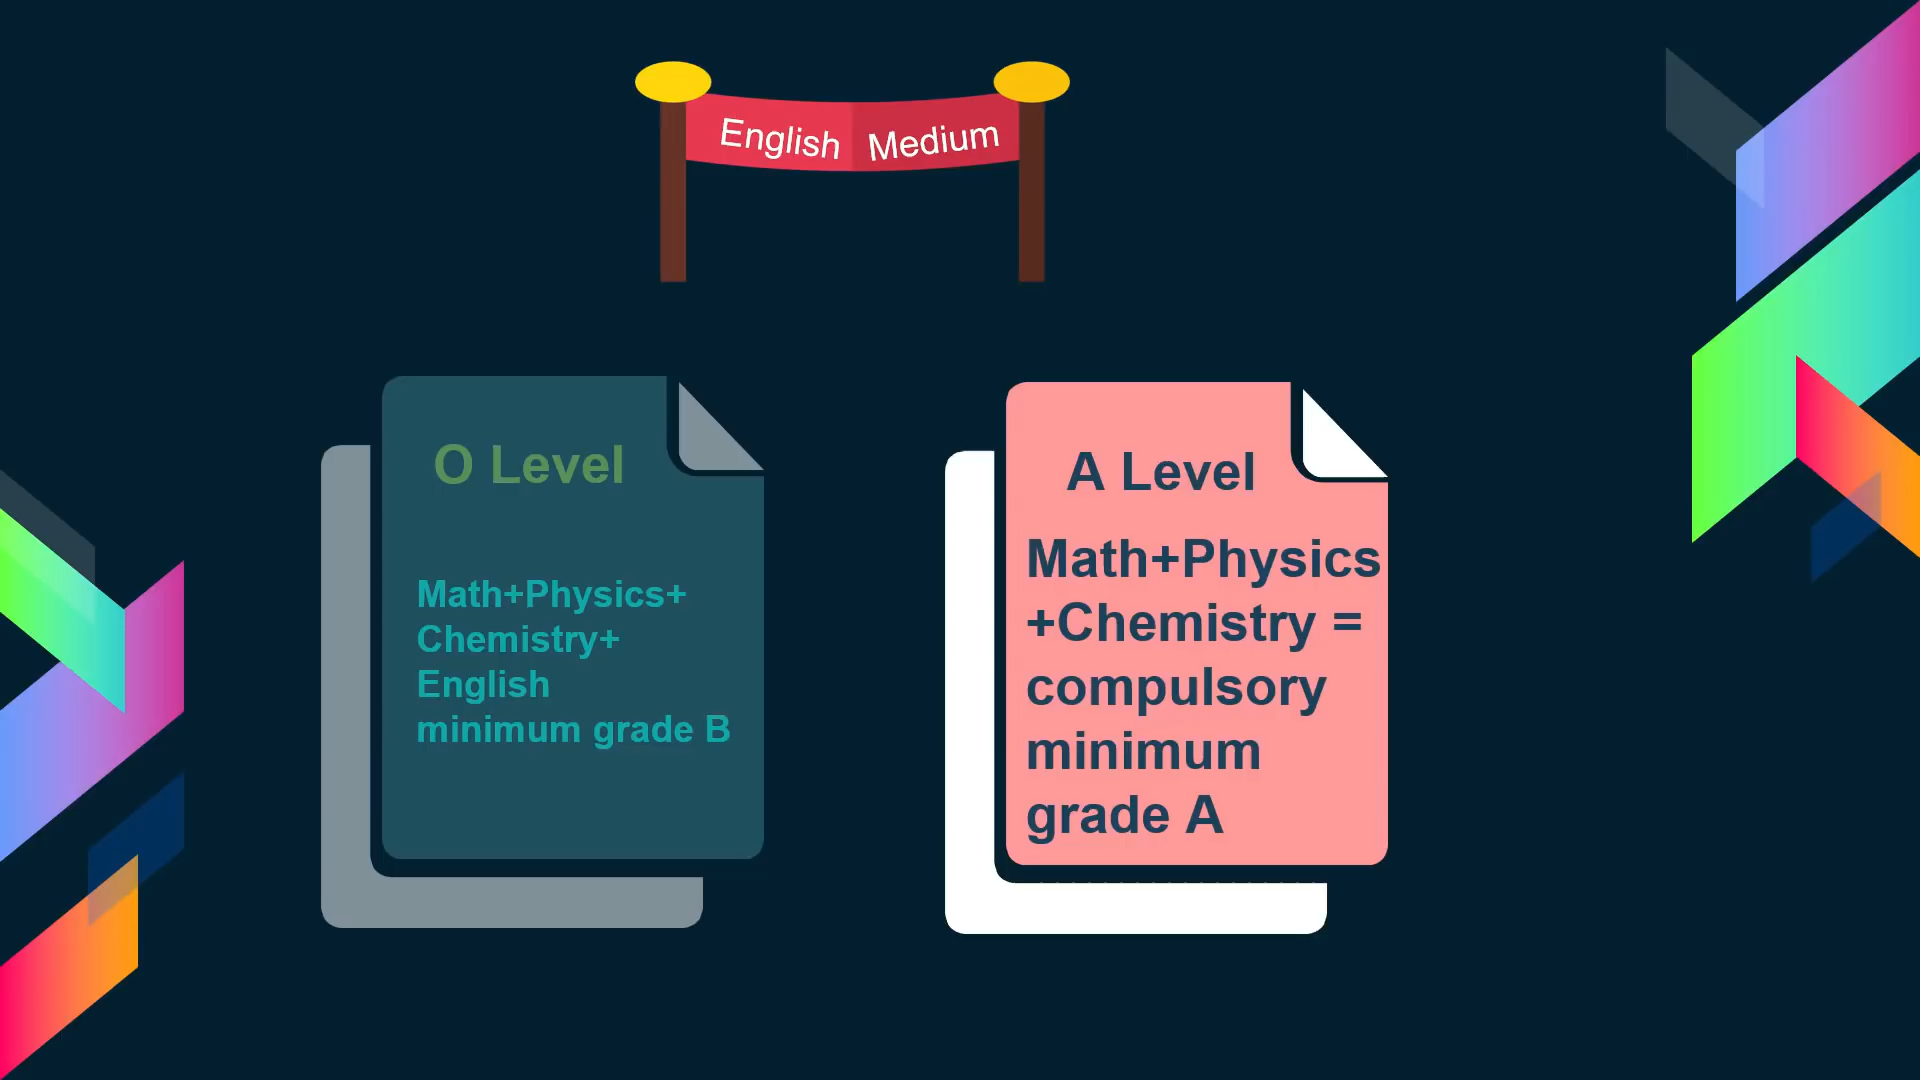 English Medium
O Level
Math+Physics+
Chemistry+
English
minimum grade B
A Level
Math+Physics
+Chemistry =
compulsory
minimum
grade A